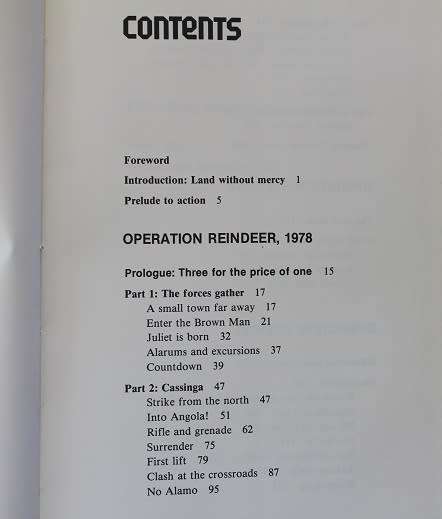 CONTENTS
Foreword
Introduction: Land without mercy 1
Prelude to action 5
OPERATION REINDEER, 1978
Prologue: Three for the price of one 15
Part 1: The forces gather 17
A small town far away 17
Enter the Brown Man 21
Juliet is born 32
Alarums and excursions 37
Countdown 39
Part 2: Cassinga 47
Strike from the north 47
Into Angola! 51
Rifle and grenade 62
Surrender 75
First lift 79
Clash at the crossroads 87
No Alamo 95